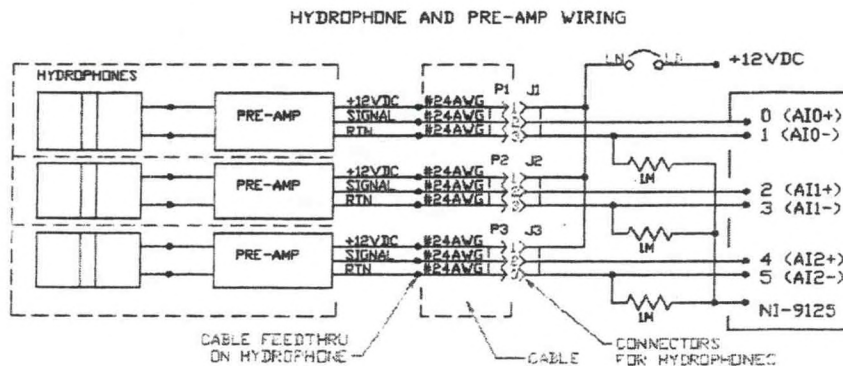 HYDROPHONE AND PRE-AMP WIRING
LN LD +12VDC
HYDROPHONES
P1 J1
PRE-AMP
+12VDC #24AWG 1
SIGNAL #24AWG 2
RTN #24AWG 3
0 (AI0+)
1 (AI0-)
1M
P2 J2
PRE-AMP
+12VDC #24AWG 1
SIGNAL #24AWG 2
RTN #24AWG 3
2 (AI1+)
3 (AI1-)
1M
P3 J3
PRE-AMP
+12VDC #24AWG 1
SIGNAL #24AWG 2
RTN #24AWG 3
4 (AI2+)
5 (AI2-)
1M
NI-9125
CABLE FEEDTHRU
ON HYDROPHONE
CABLE
CONNECTORS
FOR HYDROPHONES